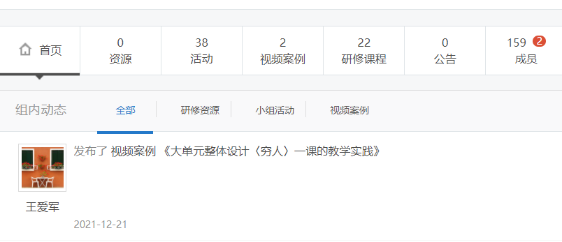 首页
0
资源
38
活动
2
视频案例
22
研修课程
0
公告
159 2
成员
组内动态 全部 研修资源 小组活动 视频案例
发布了 视频案例 《大单元整体设计〈穷人〉一课的教学实践》
王爱军
2021-12-21